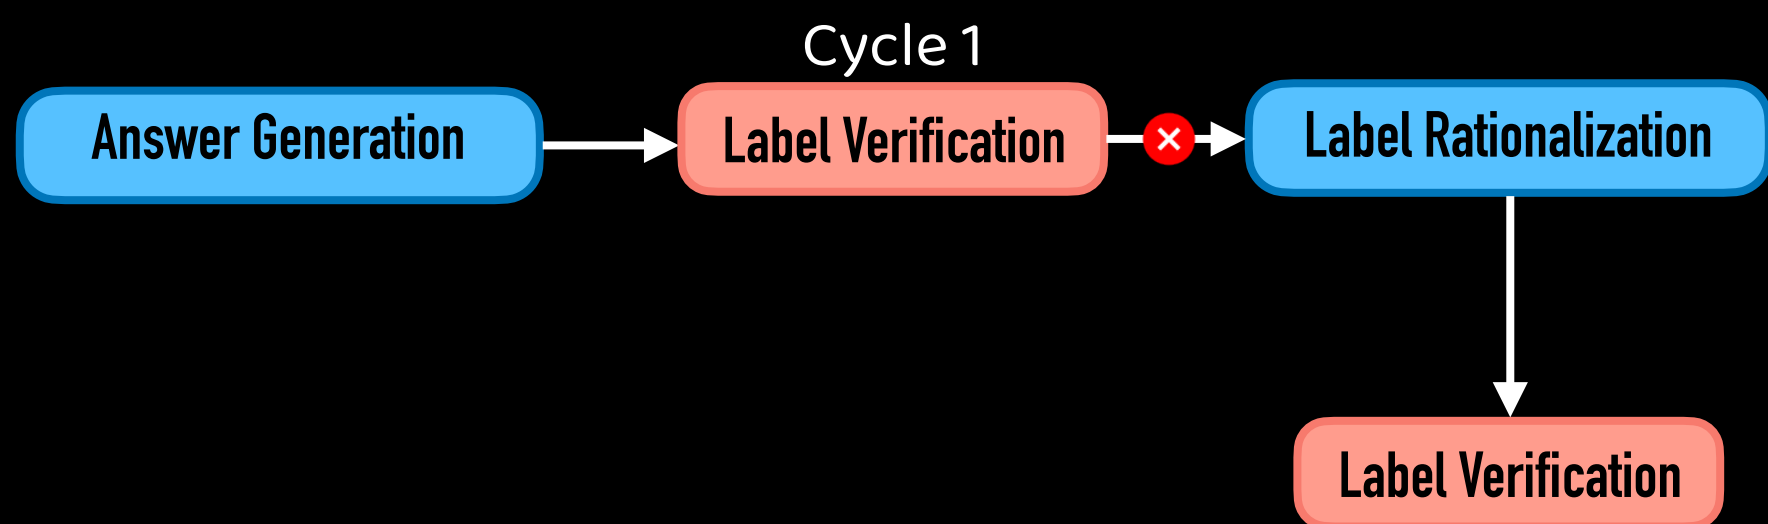 Cycle 1
Answer Generation
Label Verification
Label Rationalization
Label Verification